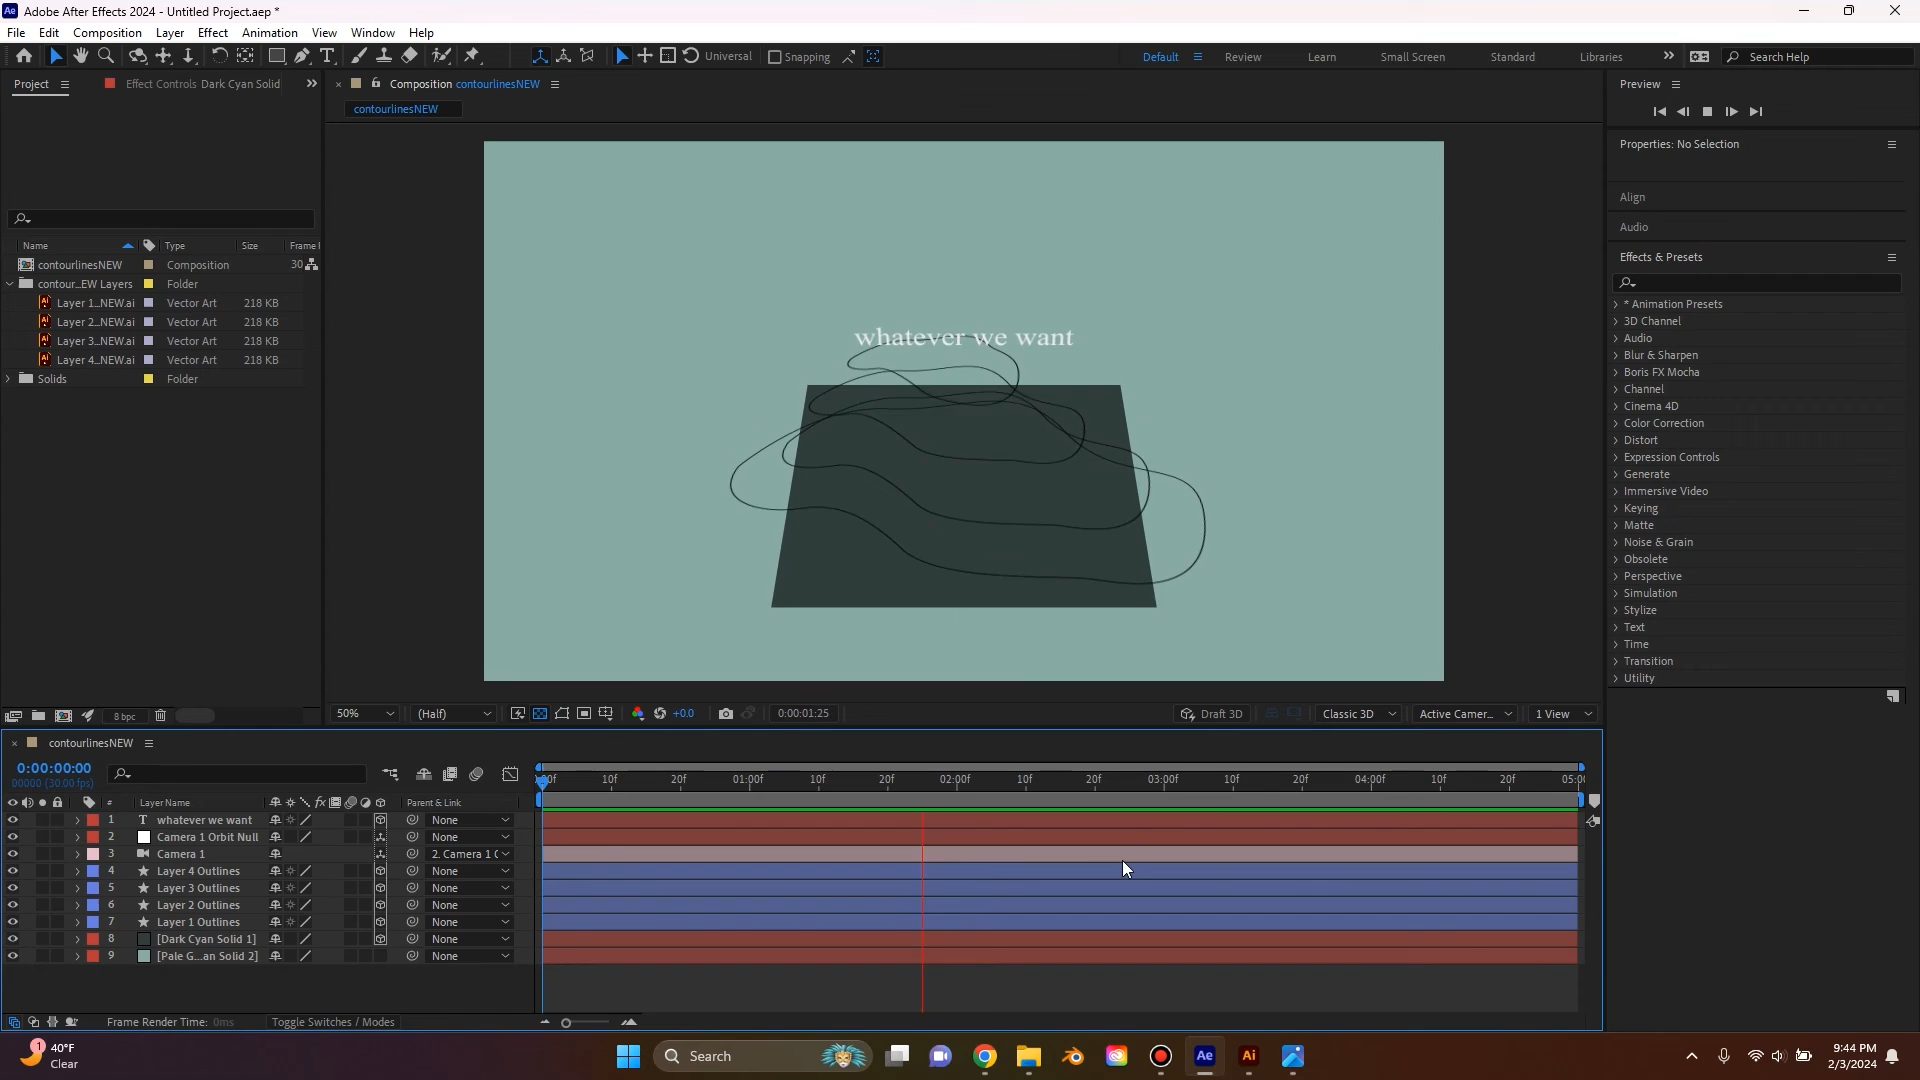 Adobe After Effects 2024 - Untitled Project.aep *
File Edit Composition Layer Effect Animation View Window Help
Universal Snapping Default Review Learn Small Screen Standard Libraries Search Help
Project Effect Controls Dark Cyan Solid
Composition contourlinesNEW
contourlinesNEW
Name Type Size Frame
contourlinesNEW Composition 30
contour...EW Layers Folder
Layer 1...NEW.ai Vector Art 218 KB
Layer 2...NEW.ai Vector Art 218 KB
Layer 3...NEW.ai Vector Art 218 KB
Layer 4...NEW.ai Vector Art 218 KB
Solids Folder
8 bpc
whatever we want
50% (Half) +0.0 0:00:01:25 Draft 3D Classic 3D Active Camer... 1 View
Preview
Properties: No Selection
Align
Audio
Effects & Presets
* Animation Presets
3D Channel
Audio
Blur & Sharpen
Boris FX Mocha
Channel
Cinema 4D
Color Correction
Distort
Expression Controls
Generate
Immersive Video
Keying
Matte
Noise & Grain
Obsolete
Perspective
Simulation
Stylize
Text
Time
Transition
Utility
contourlinesNEW
0:00:00:00
00000 (30.00 fps)
:00f 10f 20f 01:00f 10f 20f 02:00f 10f 20f 03:00f 10f 20f 04:00f 10f 20f 05:00
# Layer Name fx Parent & Link
1 T whatever we want None
2 Camera 1 Orbit Null None
3 Camera 1 2. Camera 1 O
4 Layer 4 Outlines None
5 Layer 3 Outlines None
6 Layer 2 Outlines None
7 Layer 1 Outlines None
8 [Dark Cyan Solid 1] None
9 [Pale G...an Solid 2] None
Frame Render Time: 0ms Toggle Switches / Modes
1
40°F
Clear
Search
Ae
Ai
9:44 PM
2/3/2024